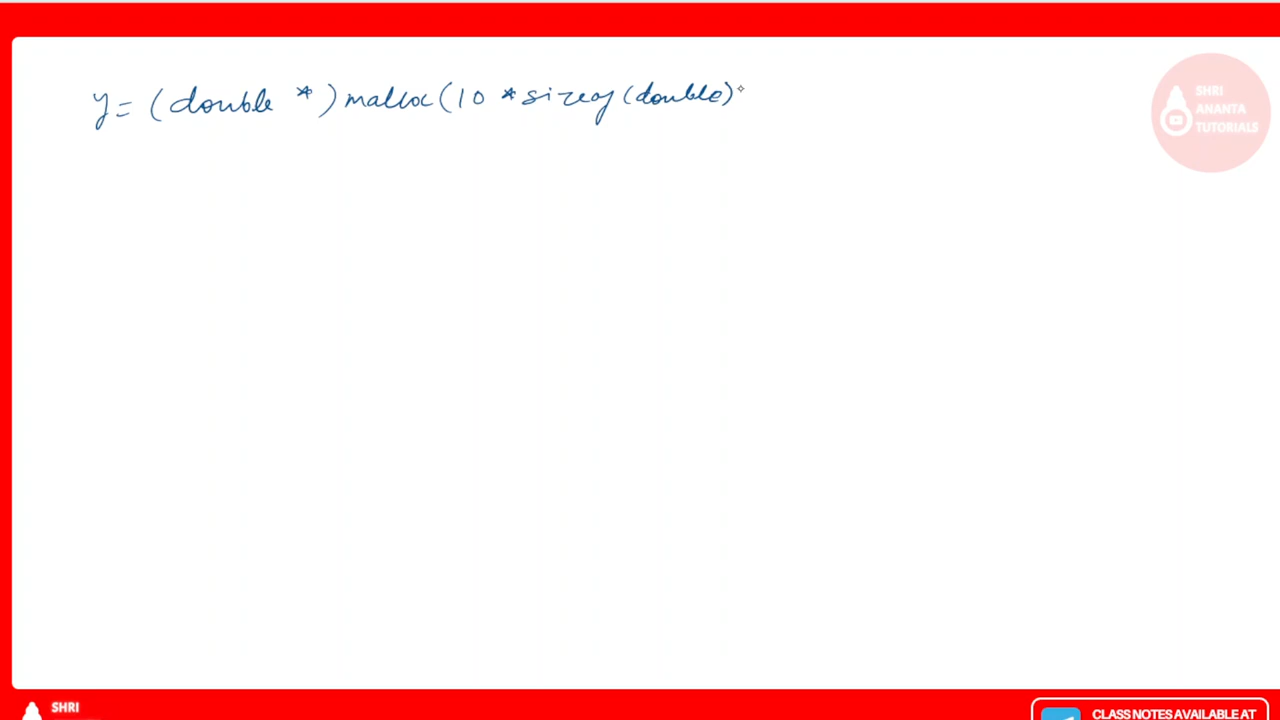 y = (double *) malloc(10 * sizeof(double)
SHRI
ANANTA
TUTORIALS
SHRI
CLASS NOTES AVAILABLE AT